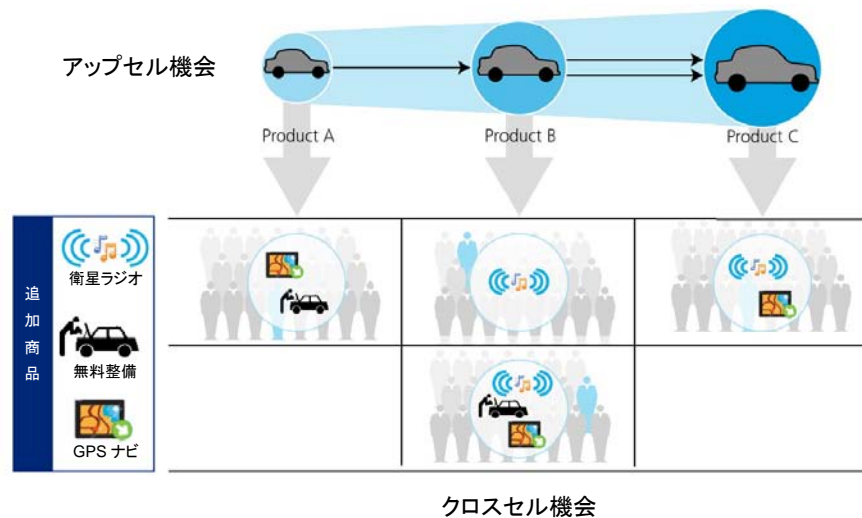 アップセル機会
Product A
Product B
Product C
追加商品
衛星ラジオ
無料整備
GPS ナビ
クロスセル機会